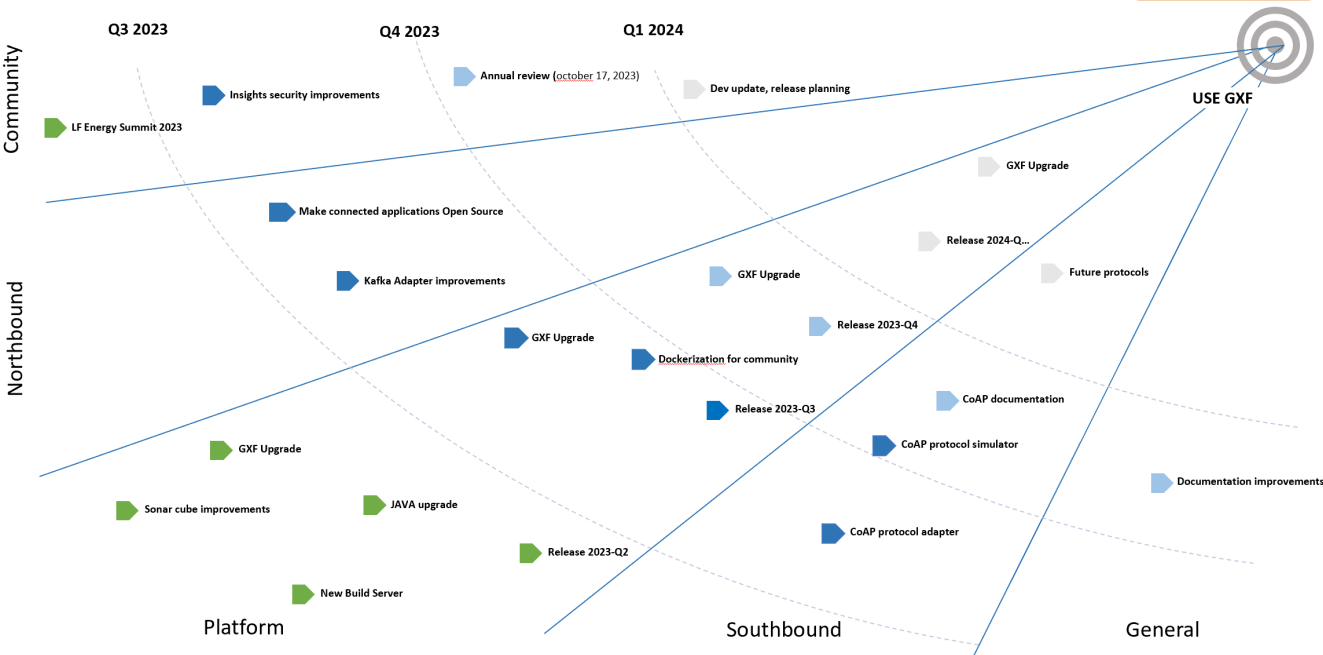 Q3 2023
Q4 2023
Q1 2024
Community
Annual review (october 17, 2023)
Dev update, release planning
Insights security improvements
USE GXF
LF Energy Summit 2023
GXF Upgrade
Make connected applications Open Source
Release 2024-Q...
Northbound
Kafka Adapter improvements
GXF Upgrade
Future protocols
GXF Upgrade
Release 2023-Q4
Dockerization for community
Release 2023-Q3
CoAP documentation
GXF Upgrade
CoAP protocol simulator
Sonar cube improvements
JAVA upgrade
Documentation improvements
Release 2023-Q2
CoAP protocol adapter
New Build Server
Platform
Southbound
General